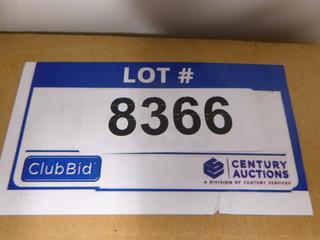 LOT #
8366
ClubBid
CENTURY
AUCTIONS
A DIVISION OF CENTURY SERVICES